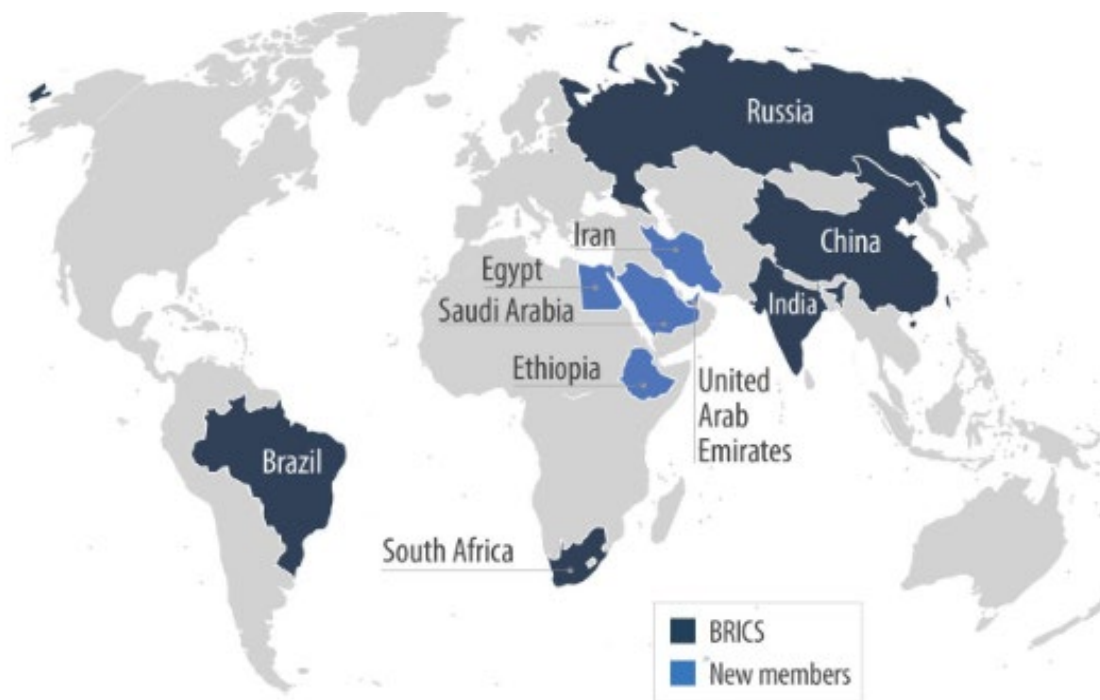 Russia
China
India
Iran
Egypt
Saudi Arabia
Ethiopia
United
Arab
Emirates
Brazil
South Africa
BRICS
New members